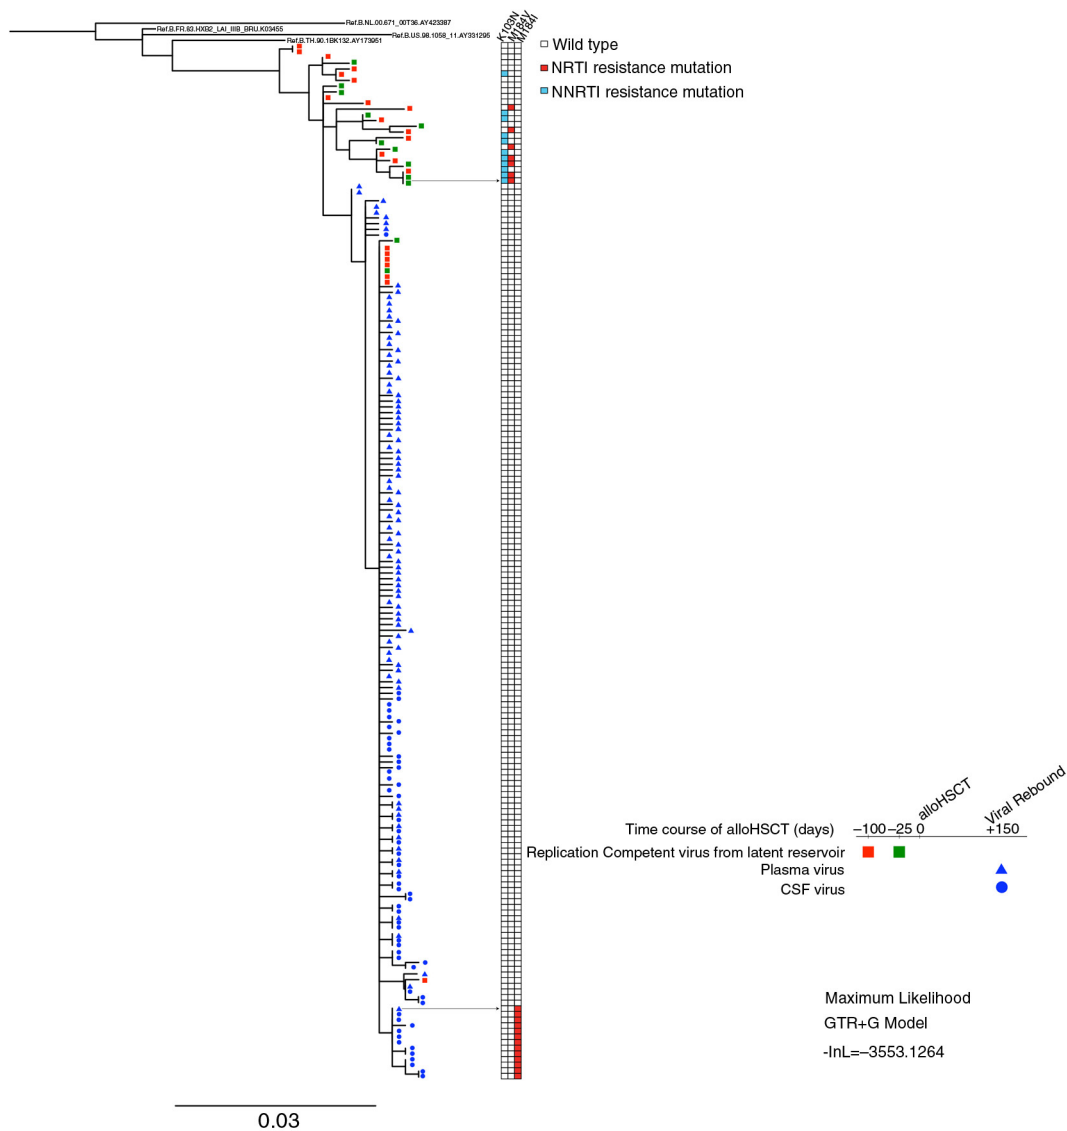 Ref.B.NL.00.671_00T36.AY423387
Ref.B.FR.83.HXB2_LAI_IIIB_BRU.K03455
Ref.B.US.98.1058_11.AY331295
Ref.B.TH.90.1BK132.AY173951
K103N
M184V
M184I
Wild type
NRTI resistance mutation
NNRTI resistance mutation
alloHSCT
Viral Rebound
Time course of alloHSCT (days) −100 −25 0 +150
Replication Competent virus from latent reservoir
Plasma virus
CSF virus
Maximum Likelihood
GTR+G Model
-lnL=−3553.1264
0.03